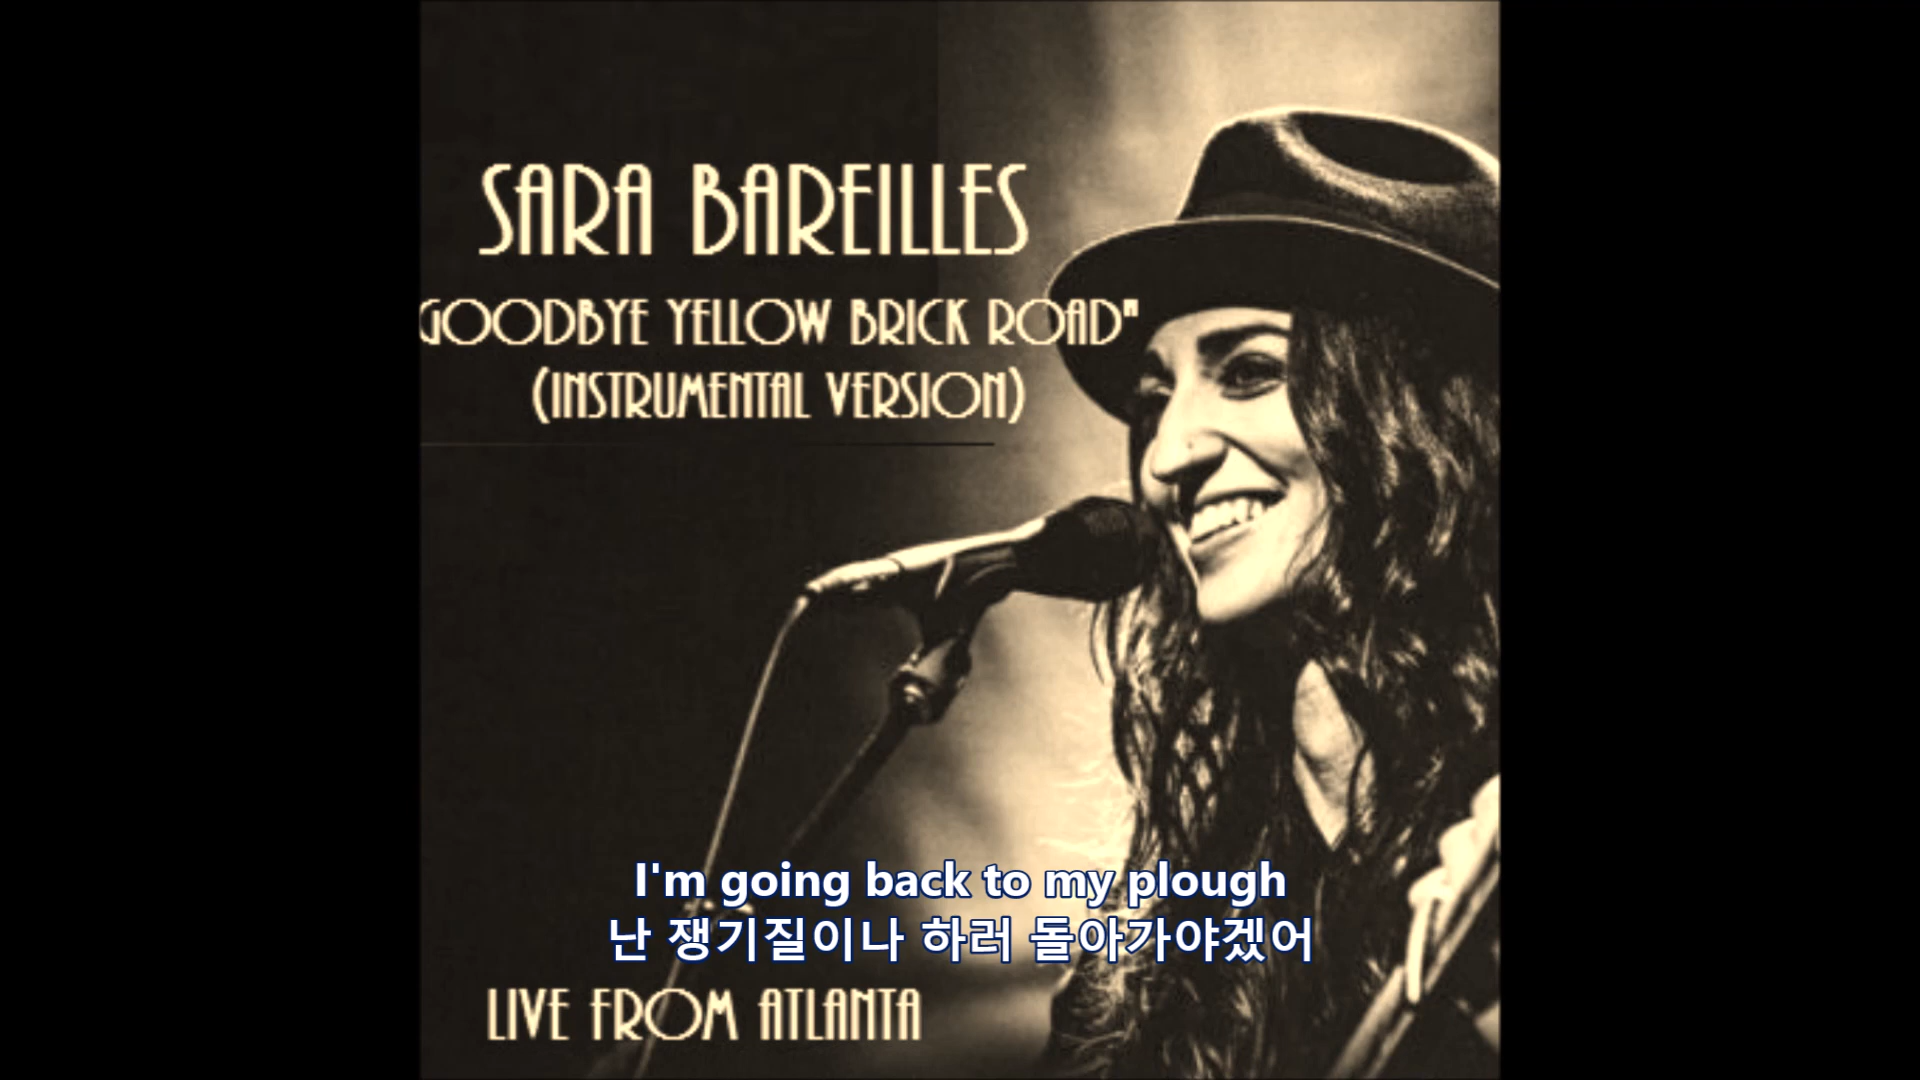 SARA BAREILLES
GOODBYE YELLOW BRICK ROAD"
(INSTRUMENTAL VERSION)
I'm going back to my plough
난 쟁기질이나 하러 돌아가야겠어
LIVE FROM ATLANTA